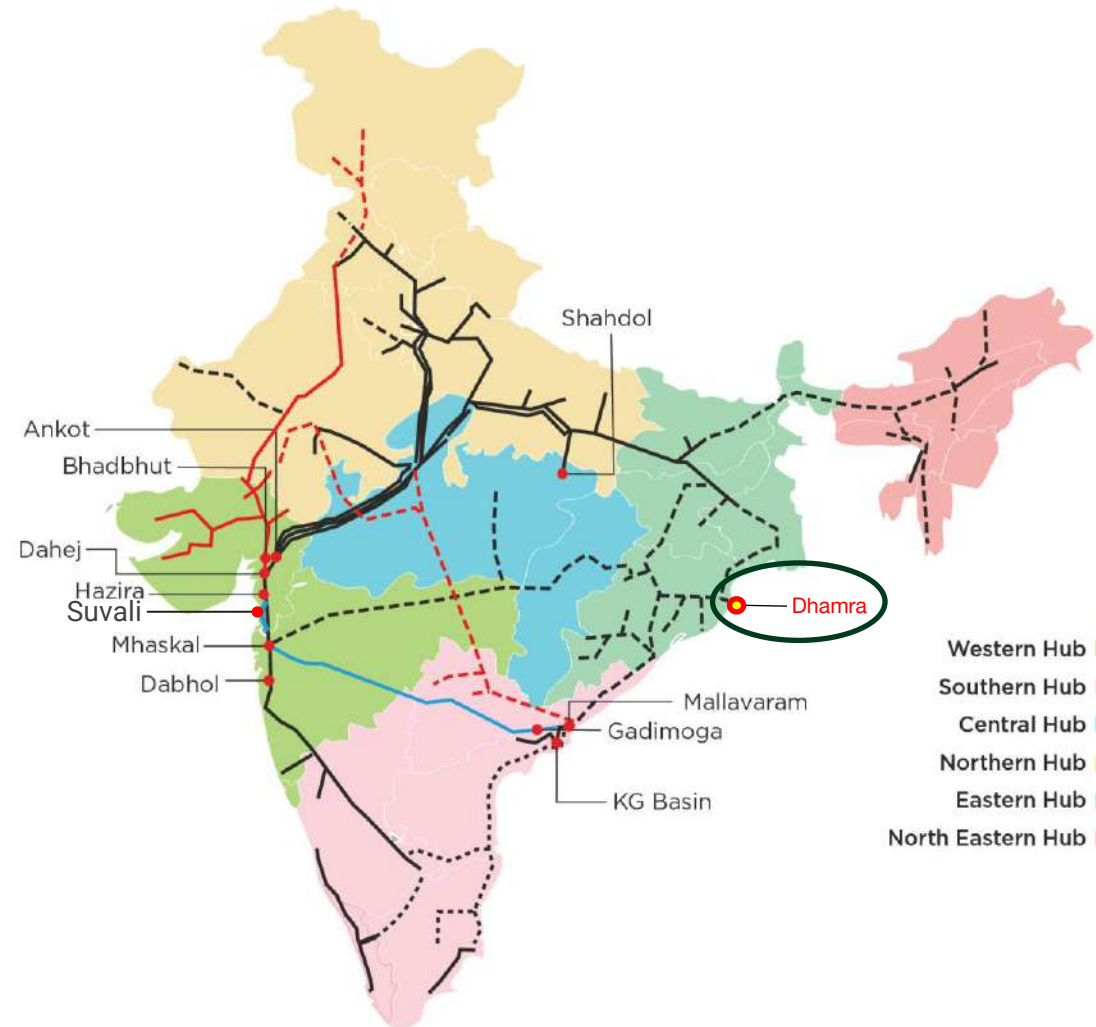 Shahdol
Ankot
Bhadbhut
Dahej
Hazira
Suvali
Dhamra
Mhaskal
Western Hub
Dabhol
Southern Hub
Mallavaram
Central Hub
Gadimoga
Northern Hub
KG Basin
Eastern Hub
North Eastern Hub